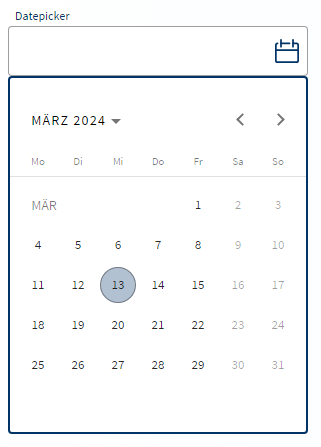 Datepicker
MÄRZ 2024
Mo Di Mi Do Fr Sa So
MÄR 1 2 3
4 5 6 7 8 9 10
11 12 13 14 15 16 17
18 19 20 21 22 23 24
25 26 27 28 29 30 31